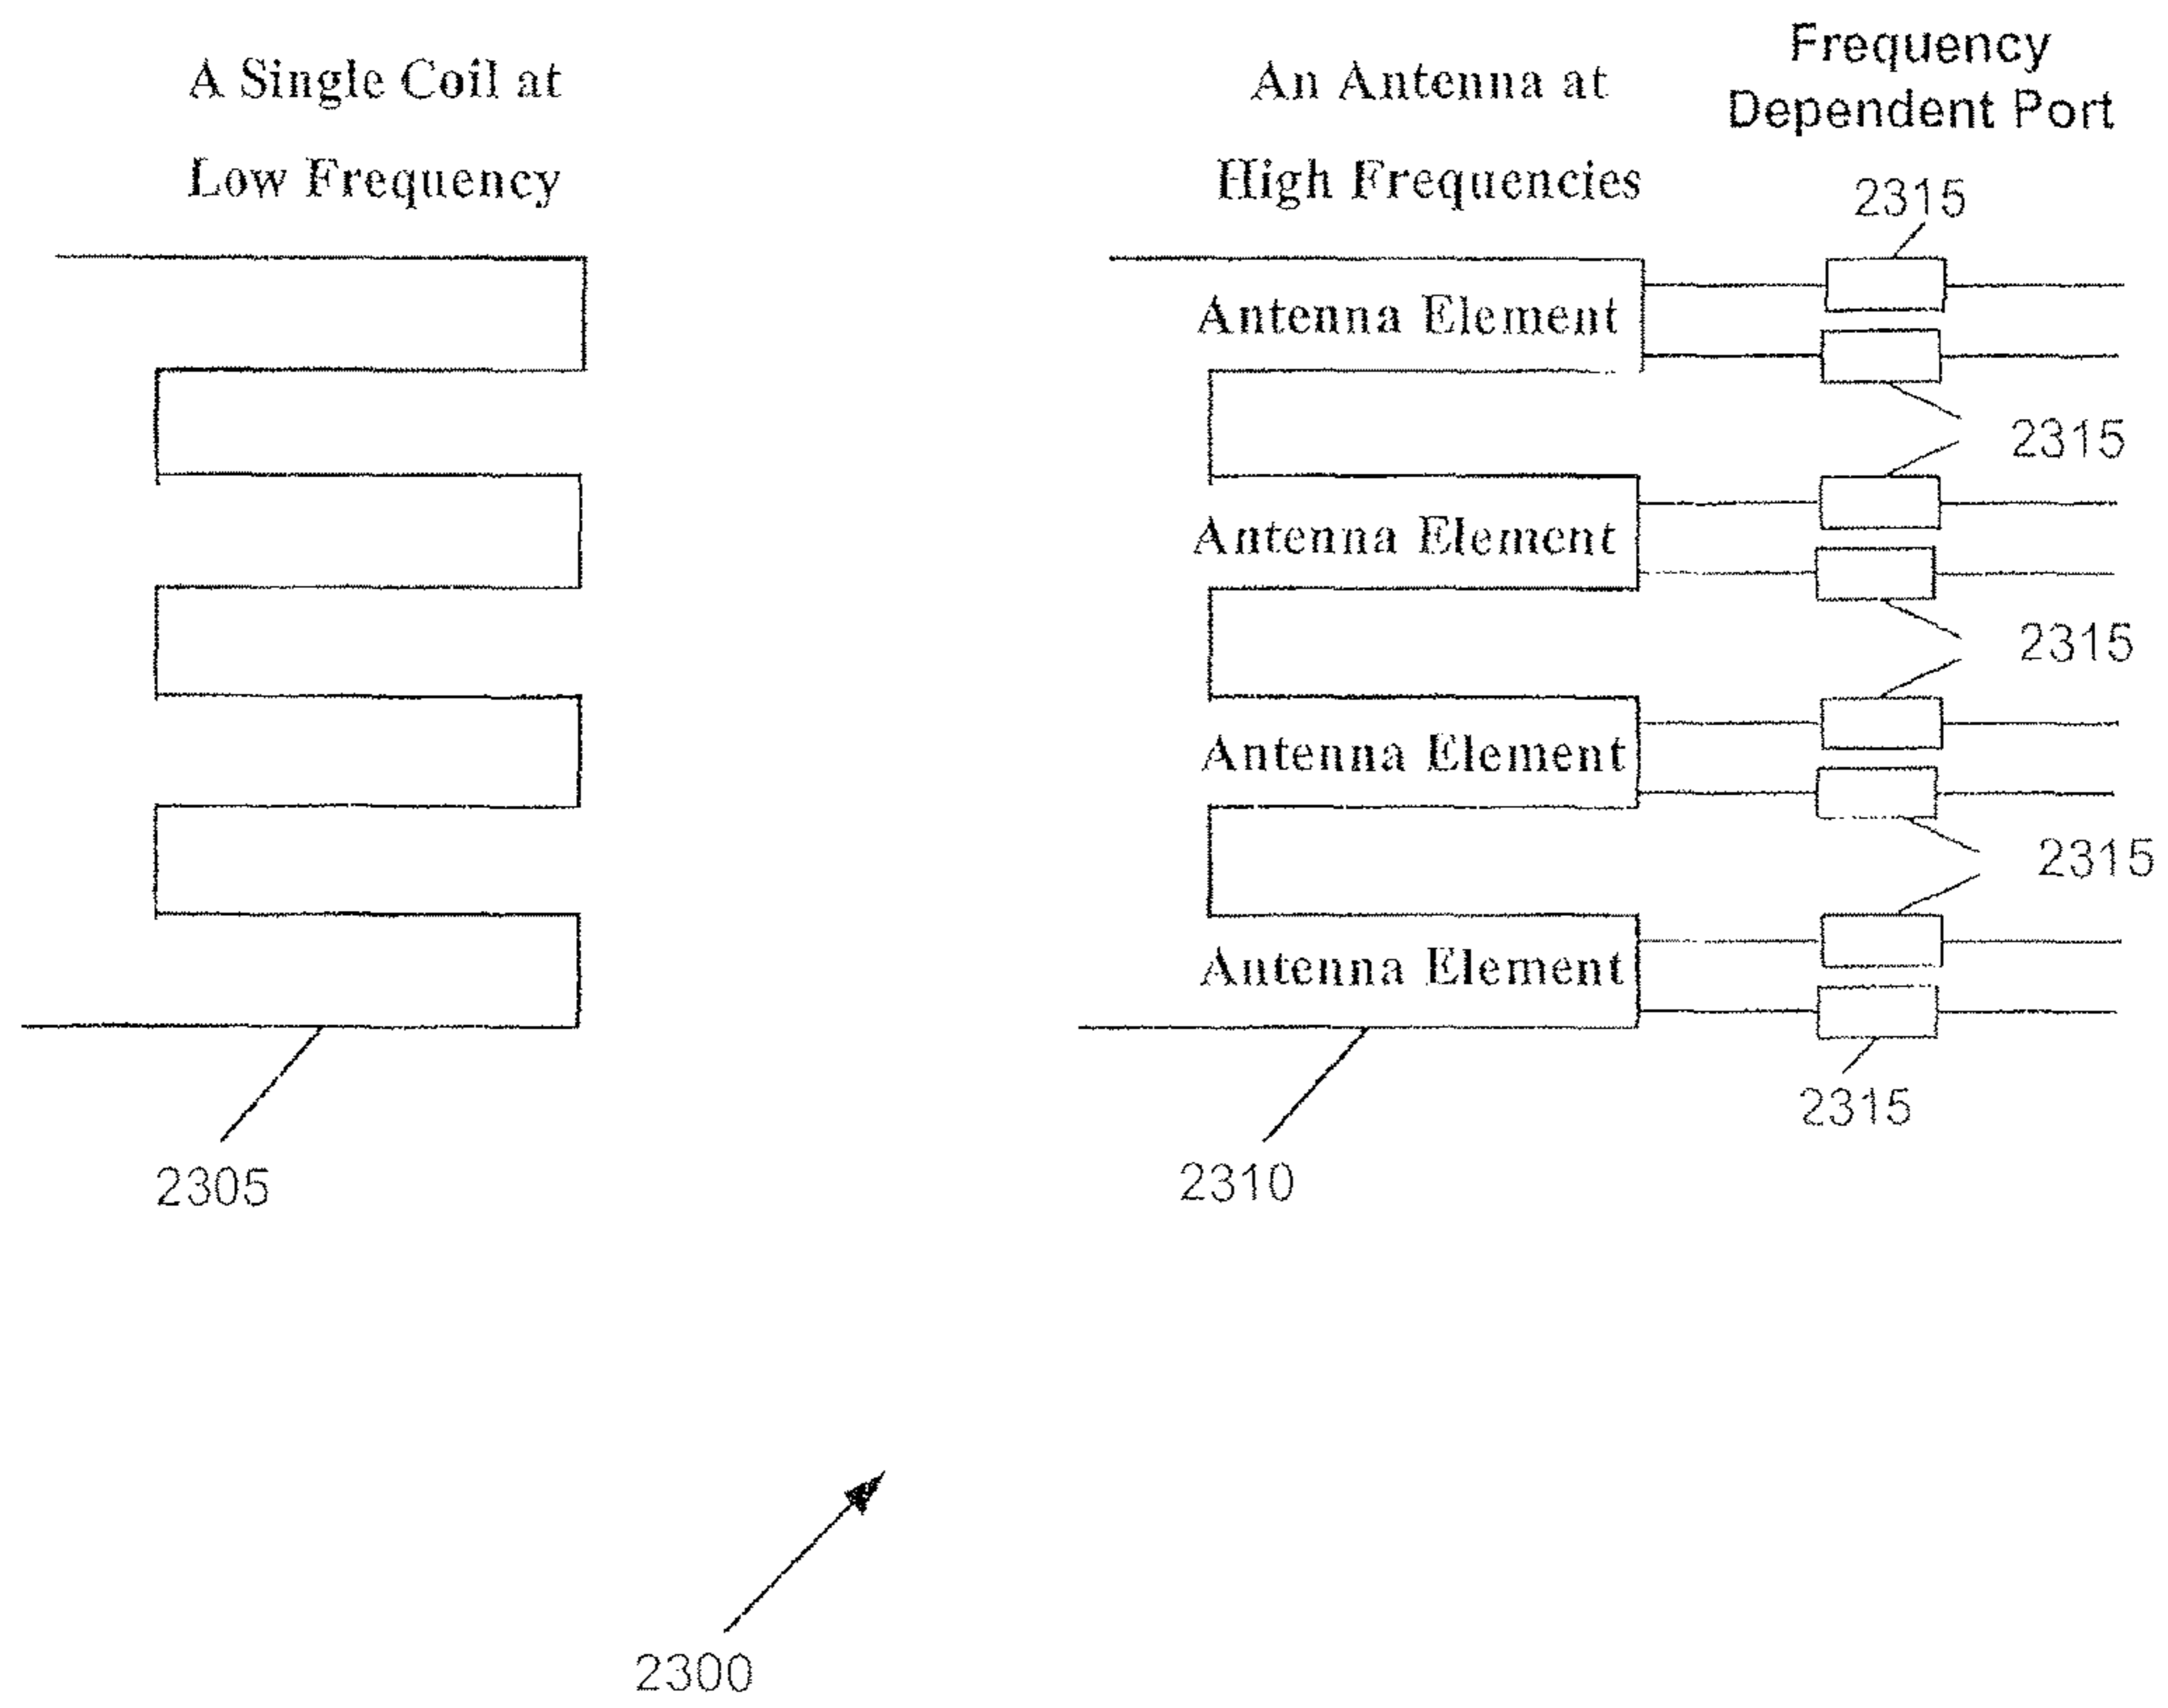 A Single Coil at
Low Frequency
An Antenna at
High Frequencies
Frequency
Dependent Port
2315
Antenna Element
2315
Antenna Element
2315
Antenna Element
2315
Antenna Element
2315
2305
2310
2300